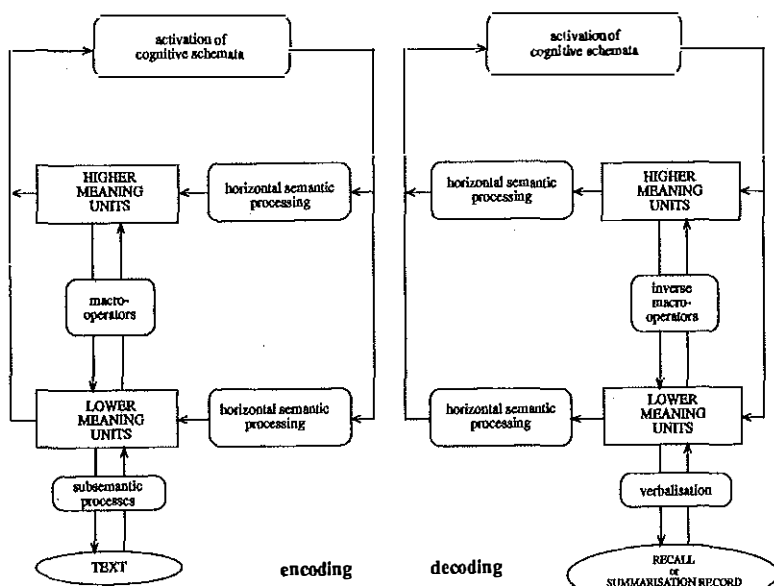 activation of
cognitive schemata
HIGHER
MEANING
UNITS
horizontal semantic
processing
macro-
operators
LOWER
MEANING
UNITS
horizontal semantic
processing
subsemantic
processes
TEXT
encoding
activation of
cognitive schemata
horizontal semantic
processing
HIGHER
MEANING
UNITS
inverse
macro-
operators
horizontal semantic
processing
LOWER
MEANING
UNITS
verbalisation
decoding
RECALL
or
SUMMARISATION RECORD